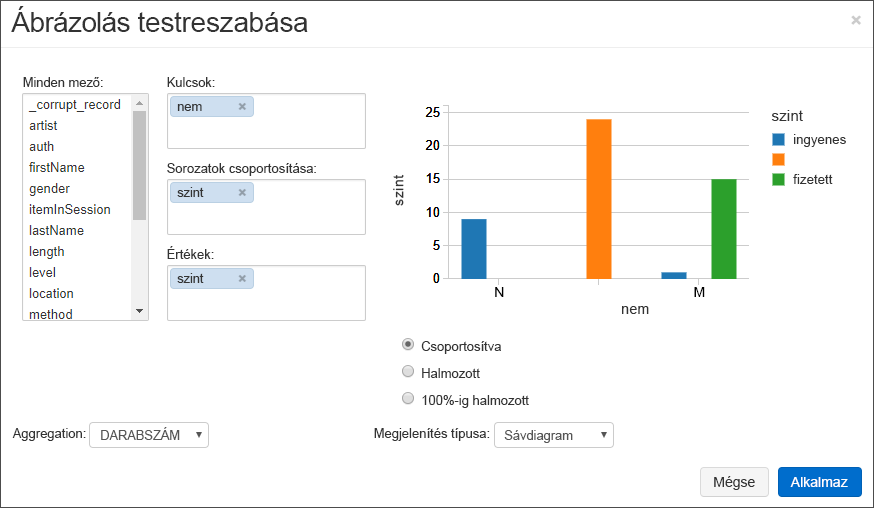 Ábrázolás testreszabása
×
Minden mező:
_corrupt_record
artist
auth
firstName
gender
itemInSession
lastName
length
level
location
method
Kulcsok:
nem ×
Sorozatok csoportosítása:
szint ×
Értékek:
szint ×
25
20
15
10
5
0
szint
N
M
nem
szint
ingyenes
fizetett
Csoportosítva
Halmozott
100%-ig halmozott
Aggregation: DARABSZÁM
Megjelenítés típusa: Sávdiagram
Mégse Alkalmaz